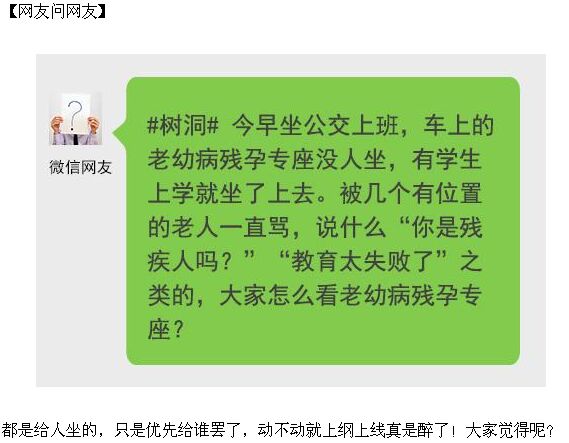 【网友问网友】
#树洞# 今早坐公交上班，车上的
老幼病残孕专座没人坐，有学生
上学就坐了上去。被几个有位置
的老人一直骂，说什么“你是残
疾人吗？”“教育太失败了”之
类的，大家怎么看老幼病残孕专
座？
?
微信网友
都是给人坐的，只是优先给谁罢了，动不动就上纲上线真是醉了！大家觉得呢？